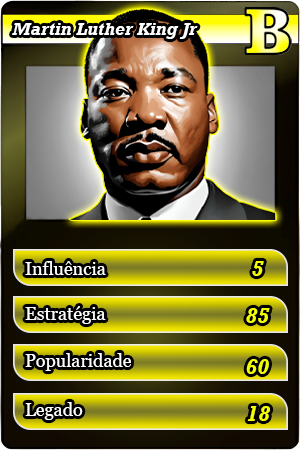 Martin Luther King Jr B
Influência 5
Estratégia 85
Popularidade 60
Legado 18